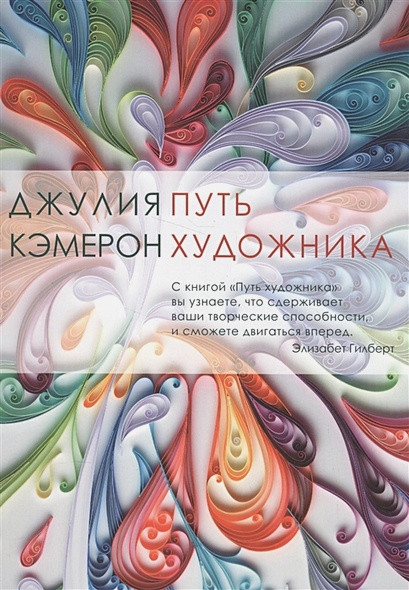 ДЖУЛИЯ ПУТЬ
КЭМЕРОН ХУДОЖНИКА
С книгой «Путь художника»
вы узнаете, что сдерживает
ваши творческие способности,
и сможете двигаться вперед.
Элизабет Гилберт